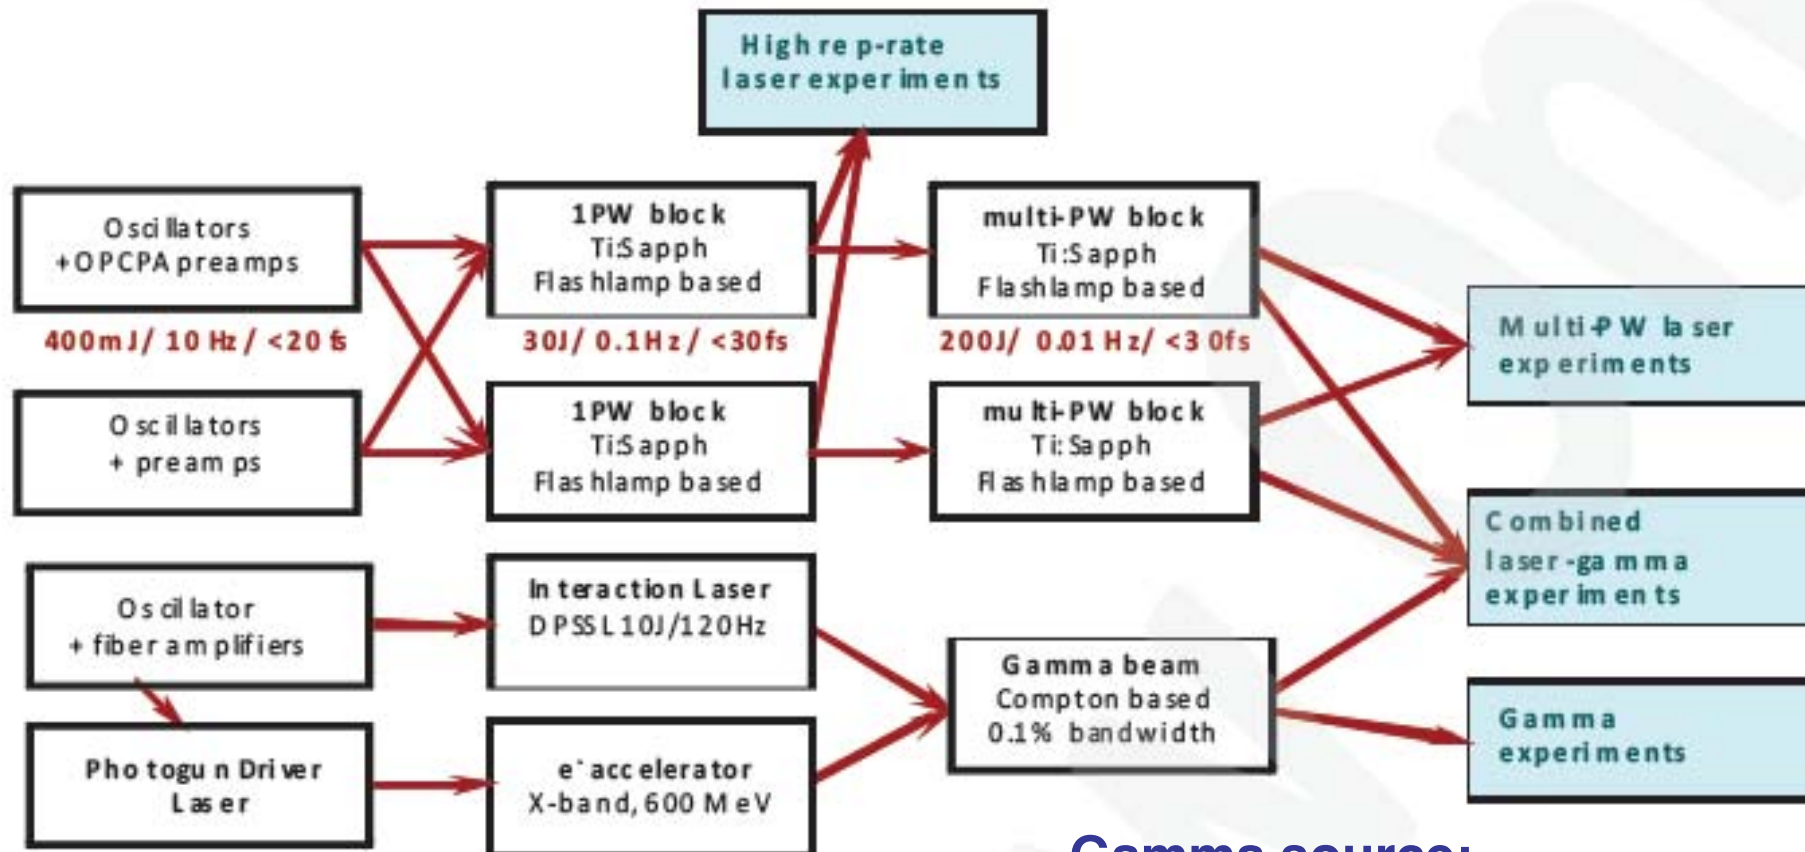 High rep-rate
laser experiments
Oscillators
+OPCPA preamps
1PW block
Ti:Sapph
Flashlamp based
multi-PW block
Ti:Sapph
Flashlamp based
400mJ/ 10 Hz/ <20 fs
30J/ 0.1Hz/ <30fs
200J/ 0.01 Hz/ <30fs
Multi-PW laser
experiments
Oscillators
+ preamps
1PW block
Ti:Sapph
Flashlamp based
multi-PW block
Ti:Sapph
Flashlamp based
Combined
laser-gamma
experiments
Oscillator
+ fiber amplifiers
Interaction Laser
DPSSL 10J/120Hz
Gamma beam
Compton based
0.1% bandwidth
Gamma
experiments
Photogun Driver
Laser
e- accelerator
X-band, 600 MeV
Gamma source: